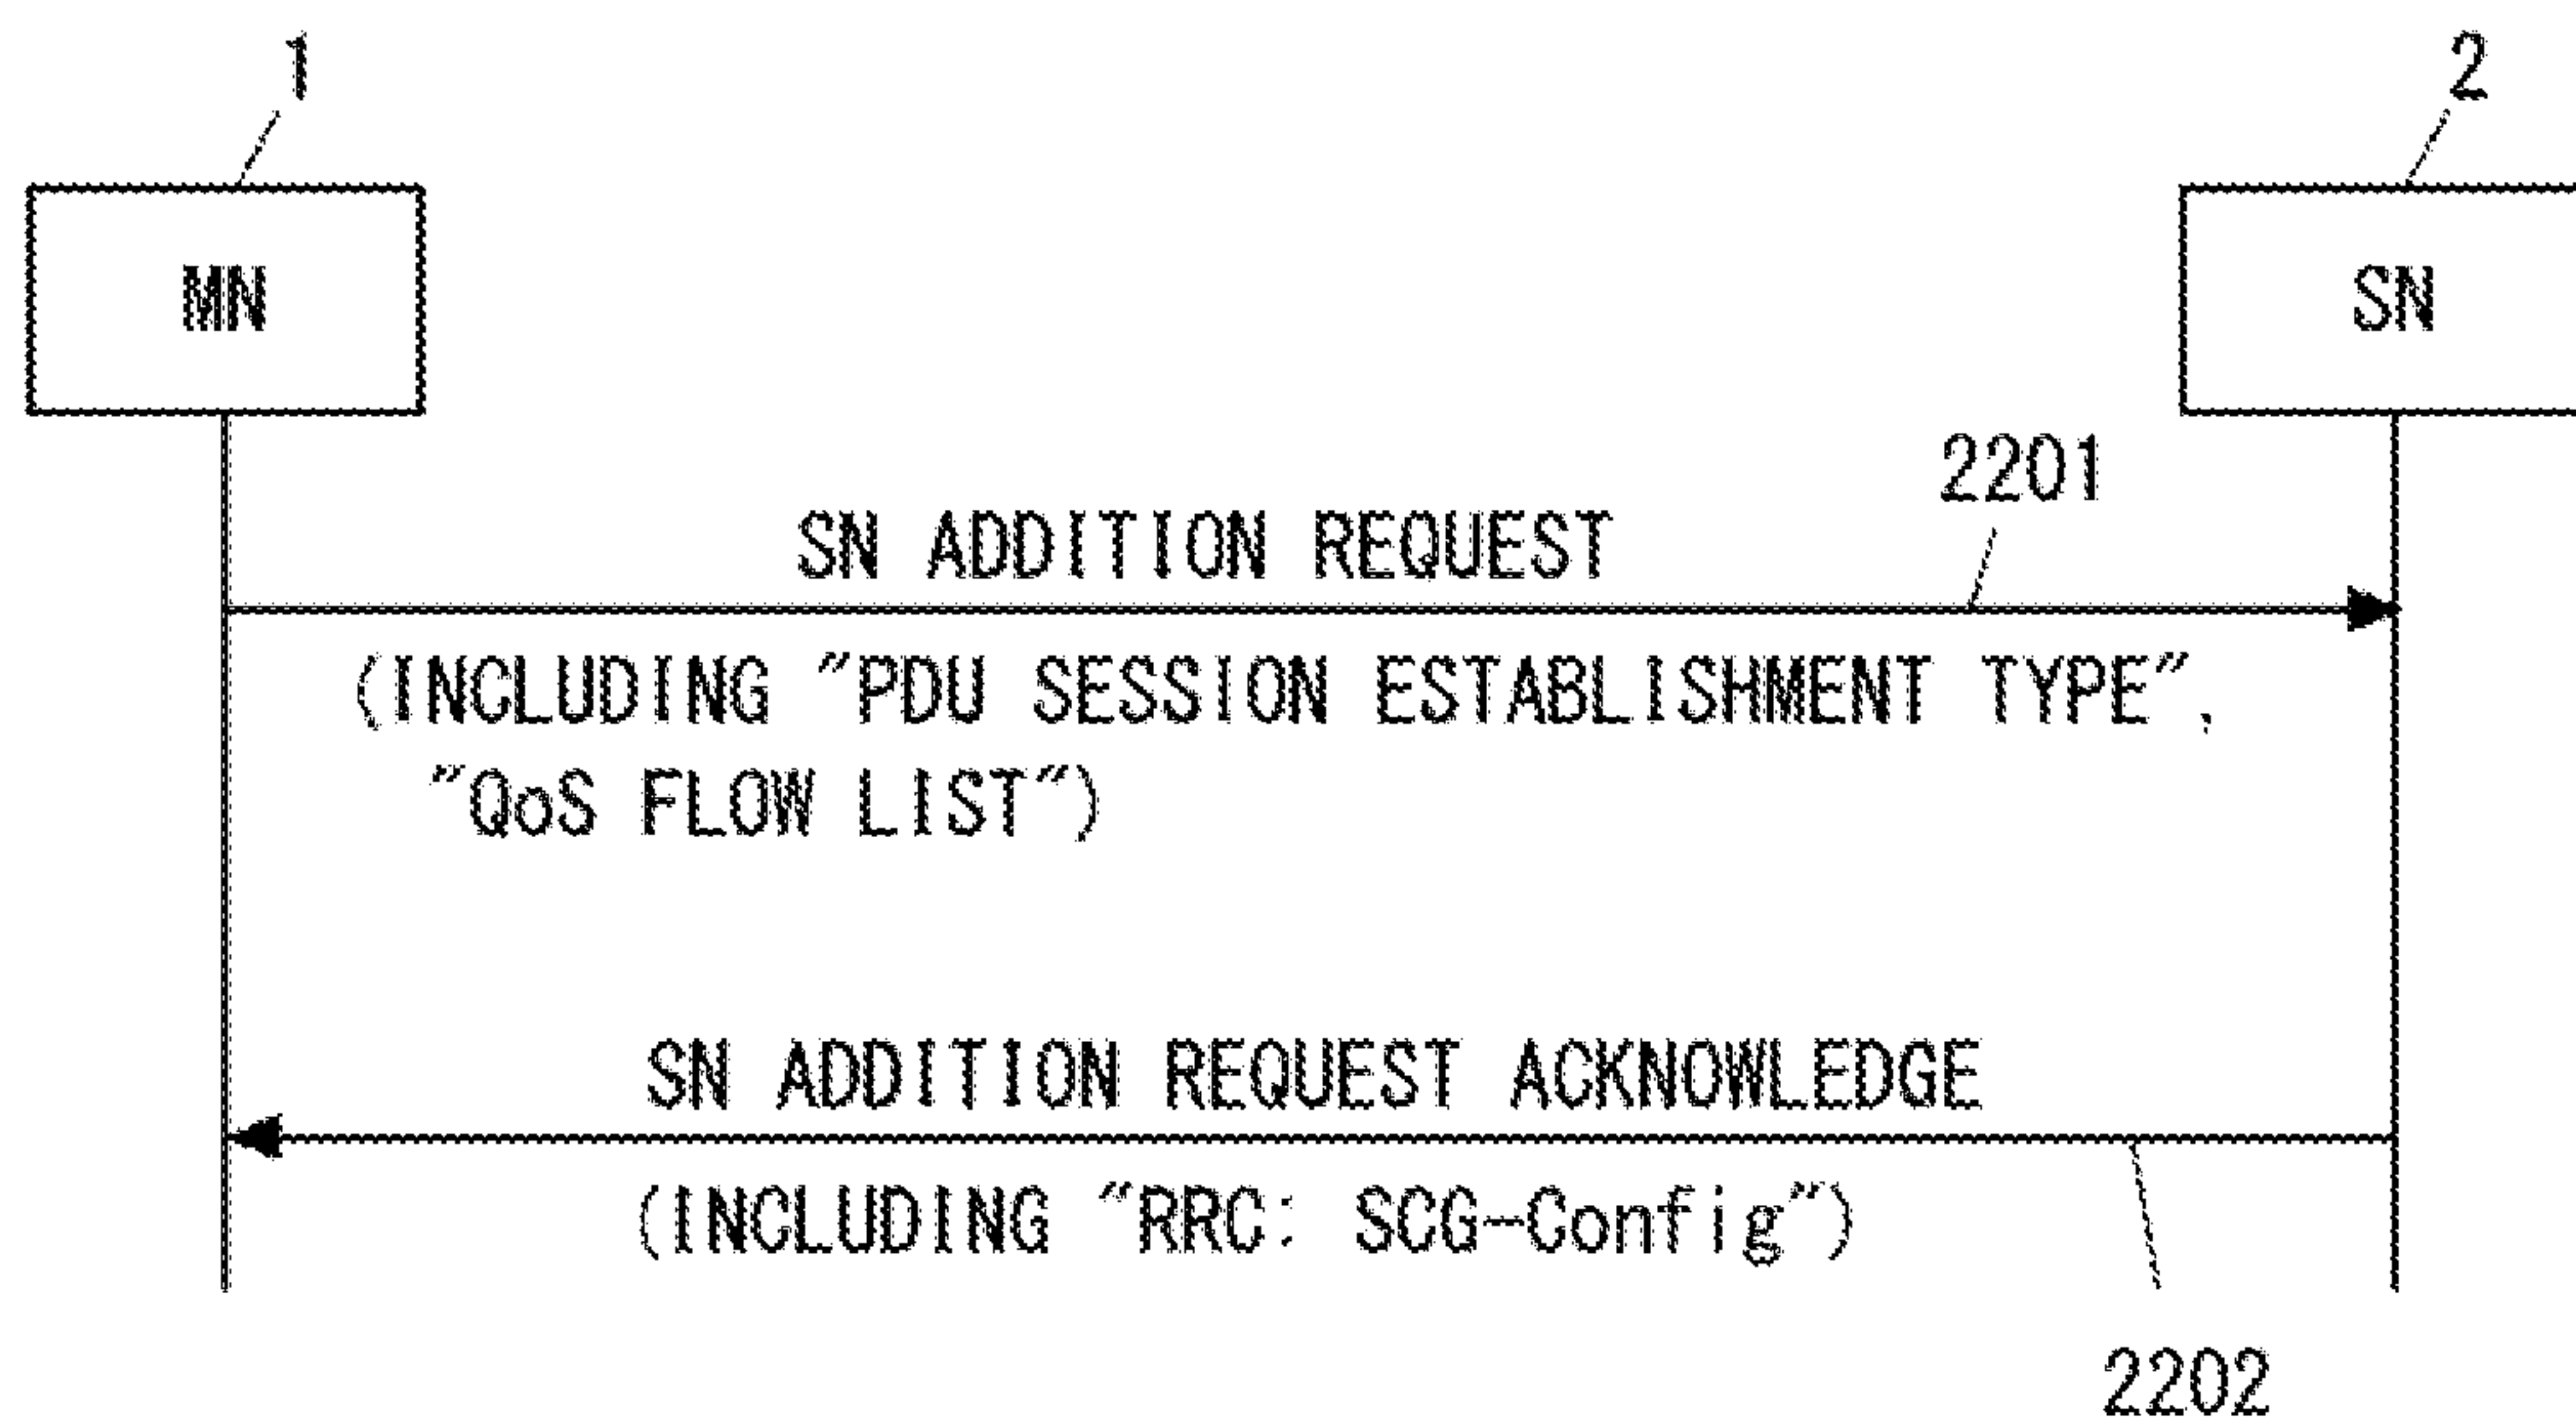 1
2
MN
SN
2201
SN ADDITION REQUEST
(INCLUDING "PDU SESSION ESTABLISHMENT TYPE",
"QoS FLOW LIST")
SN ADDITION REQUEST ACKNOWLEDGE
(INCLUDING "RRC: SCG-Config")
2202